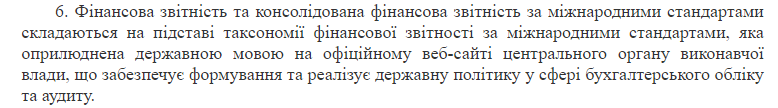 6. Фінансова звітність та консолідована фінансова звітність за міжнародними стандартами
складаються на підставі таксономії фінансової звітності за міжнародними стандартами, яка
оприлюднена державною мовою на офіційному веб-сайті центрального органу виконавчої
влади, що забезпечує формування та реалізує державну політику у сфері бухгалтерського обліку
та аудиту.